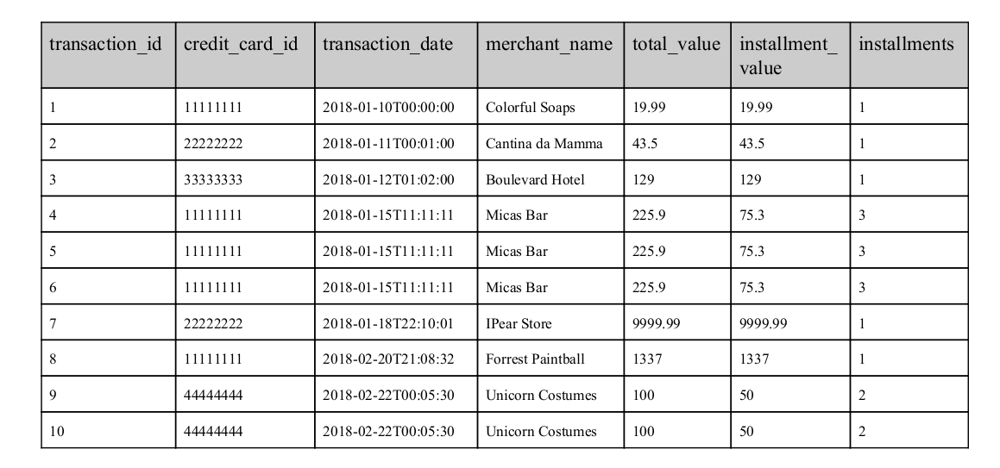 transaction_id credit_card_id transaction_date merchant_name total_value installment_value installments
1 11111111 2018-01-10T00:00:00 Colorful Soaps 19.99 19.99 1
2 22222222 2018-01-11T00:01:00 Cantina da Mamma 43.5 43.5 1
3 33333333 2018-01-12T01:02:00 Boulevard Hotel 129 129 1
4 11111111 2018-01-15T11:11:11 Micas Bar 225.9 75.3 3
5 11111111 2018-01-15T11:11:11 Micas Bar 225.9 75.3 3
6 11111111 2018-01-15T11:11:11 Micas Bar 225.9 75.3 3
7 22222222 2018-01-18T22:10:01 IPear Store 9999.99 9999.99 1
8 11111111 2018-02-20T21:08:32 Forrest Paintball 1337 1337 1
9 44444444 2018-02-22T00:05:30 Unicorn Costumes 100 50 2
10 44444444 2018-02-22T00:05:30 Unicorn Costumes 100 50 2